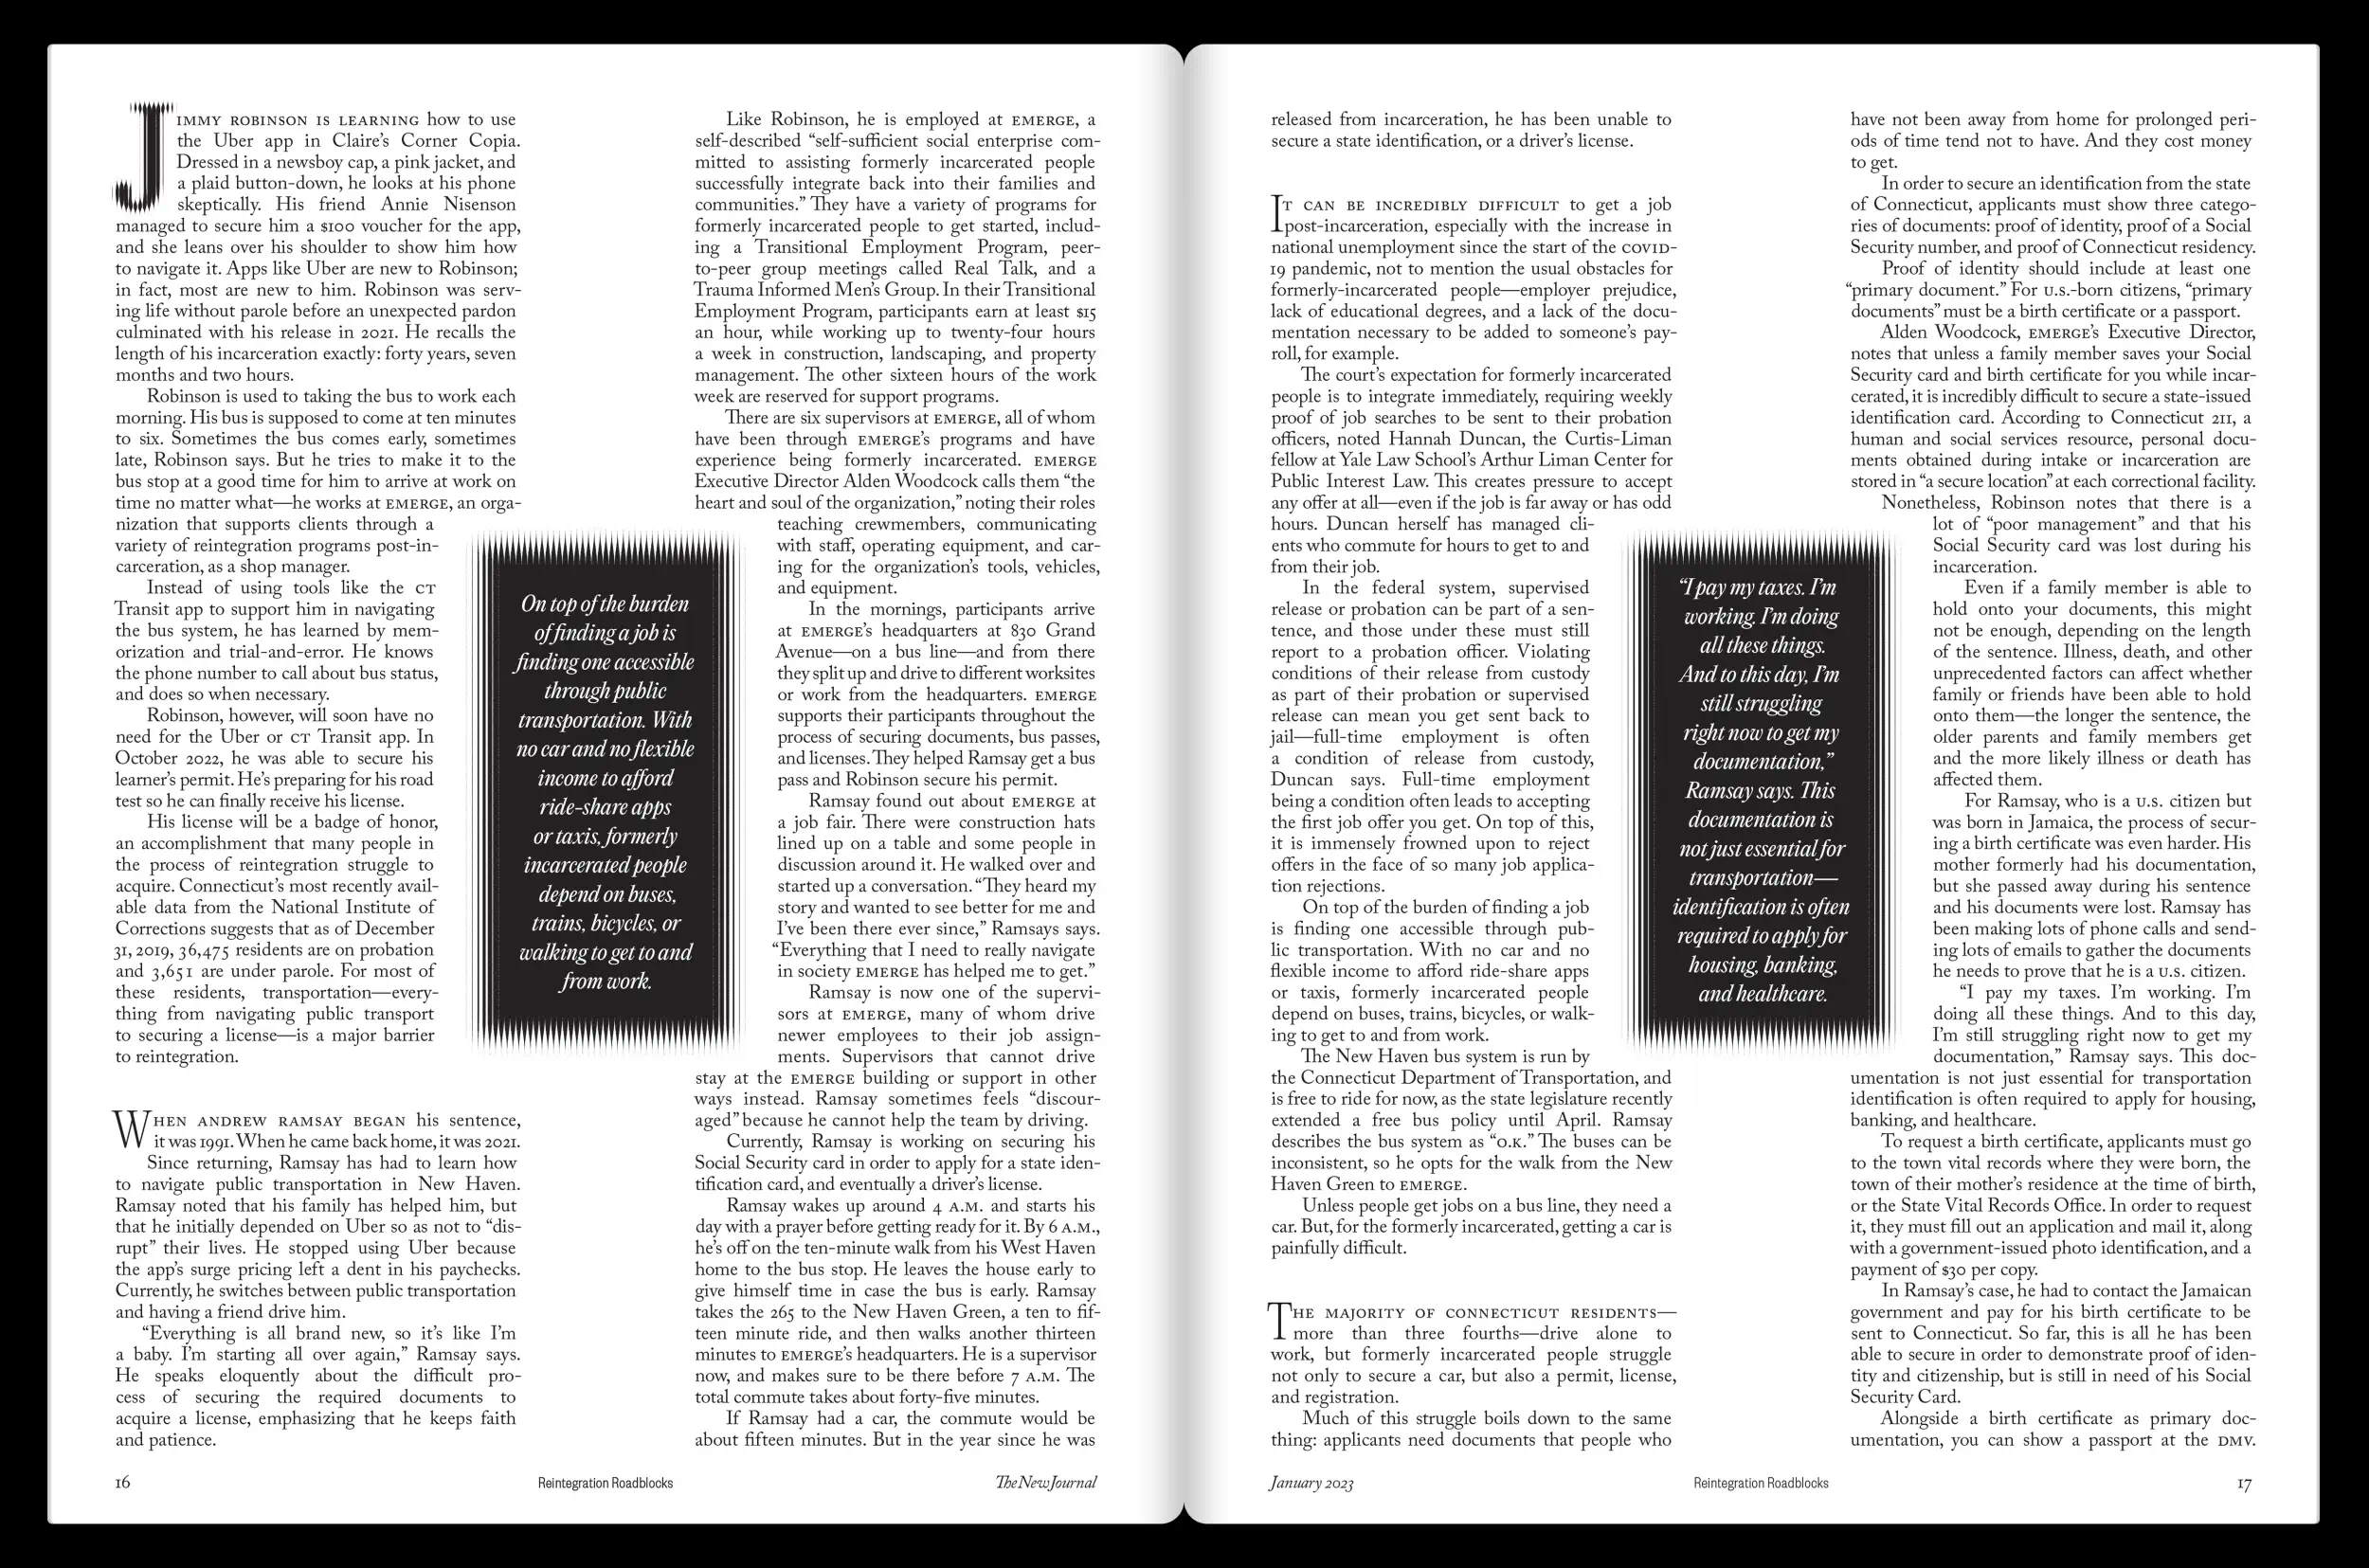 JIMMY ROBINSON IS LEARNING how to use
the Uber app in Claire's Corner Copia.
Dressed in a newsboy cap, a pink jacket, and
a plaid button-down, he looks at his phone
skeptically. His friend Annie Nisenson
managed to secure him a $100 voucher for the app,
and she leans over his shoulder to show him how
to navigate it. Apps like Uber are new to Robinson;
in fact, most are new to him. Robinson was serv-
ing life without parole before an unexpected pardon
culminated with his release in 2021. He recalls the
length of his incarceration exactly: forty years, seven
months and two hours.
Robinson is used to taking the bus to work each
morning. His bus is supposed to come at ten minutes
to six. Sometimes the bus comes early, sometimes
late, Robinson says. But he tries to make it to the
bus stop at a good time for him to arrive at work on
time no matter what—he works at EMERGE, an orga-
nization that supports clients through a
variety of reintegration programs post-in-
carceration, as a shop manager.
Instead of using tools like the CT
Transit app to support him in navigating
the bus system, he has learned by mem-
orization and trial-and-error. He knows
the phone number to call about bus status,
and does so when necessary.
Robinson, however, will soon have no
need for the Uber or CT Transit app. In
October 2022, he was able to secure his
learner's permit. He's preparing for his road
test so he can finally receive his license.
His license will be a badge of honor,
an accomplishment that many people in
the process of reintegration struggle to
acquire. Connecticut's most recently avail-
able data from the National Institute of
Corrections suggests that as of December
31, 2019, 36,475 residents are on probation
and 3,651 are under parole. For most of
these residents, transportation—every-
thing from navigating public transport
to securing a license—is a major barrier
to reintegration.
WHEN ANDREW RAMSAY BEGAN his sentence,
it was 1991. When he came back home, it was 2021.
Since returning, Ramsay has had to learn how
to navigate public transportation in New Haven.
Ramsay noted that his family has helped him, but
that he initially depended on Uber so as not to “dis-
rupt” their lives. He stopped using Uber because
the app's surge pricing left a dent in his paychecks.
Currently, he switches between public transportation
and having a friend drive him.
“Everything is all brand new, so it's like I'm
a baby. I'm starting all over again,” Ramsay says.
He speaks eloquently about the difficult pro-
cess of securing the required documents to
acquire a license, emphasizing that he keeps faith
and patience.
On top of the burden
of finding a job is
finding one accessible
through public
transportation. With
no car and no flexible
income to afford
ride-share apps
or taxis, formerly
incarcerated people
depend on buses,
trains, bicycles, or
walking to get to and
from work.
Like Robinson, he is employed at EMERGE, a
self-described “self-sufficient social enterprise com-
mitted to assisting formerly incarcerated people
successfully integrate back into their families and
communities.” They have a variety of programs for
formerly incarcerated people to get started, includ-
ing a Transitional Employment Program, peer-
to-peer group meetings called Real Talk, and a
Trauma Informed Men's Group. In their Transitional
Employment Program, participants earn at least $15
an hour, while working up to twenty-four hours
a week in construction, landscaping, and property
management. The other sixteen hours of the work
week are reserved for support programs.
There are six supervisors at EMERGE, all of whom
have been through EMERGE's programs and have
experience being formerly incarcerated. EMERGE
Executive Director Alden Woodcock calls them “the
heart and soul of the organization,” noting their roles
teaching crewmembers, communicating
with staff, operating equipment, and car-
ing for the organization's tools, vehicles,
and equipment.
In the mornings, participants arrive
at EMERGE's headquarters at 830 Grand
Avenue—on a bus line—and from there
they split up and drive to different worksites
or work from the headquarters. EMERGE
supports their participants throughout the
process of securing documents, bus passes,
and licenses. They helped Ramsay get a bus
pass and Robinson secure his permit.
Ramsay found out about EMERGE at
a job fair. There were construction hats
lined up on a table and some people in
discussion around it. He walked over and
started up a conversation. “They heard my
story and wanted to see better for me and
I've been there ever since,” Ramsays says.
“Everything that I need to really navigate
in society EMERGE has helped me to get.”
Ramsay is now one of the supervi-
sors at EMERGE, many of whom drive
newer employees to their job assign-
ments. Supervisors that cannot drive
stay at the EMERGE building or support in other
ways instead. Ramsay sometimes feels “discour-
aged” because he cannot help the team by driving.
Currently, Ramsay is working on securing his
Social Security card in order to apply for a state iden-
tification card, and eventually a driver's license.
Ramsay wakes up around 4 A.M. and starts his
day with a prayer before getting ready for it. By 6 A.M.,
he's off on the ten-minute walk from his West Haven
home to the bus stop. He leaves the house early to
give himself time in case the bus is early. Ramsay
takes the 265 to the New Haven Green, a ten to fif-
teen minute ride, and then walks another thirteen
minutes to EMERGE's headquarters. He is a supervisor
now, and makes sure to be there before 7 A.M. The
total commute takes about forty-five minutes.
If Ramsay had a car, the commute would be
about fifteen minutes. But in the year since he was
16
Reintegration Roadblocks
The New Journal
released from incarceration, he has been unable to
secure a state identification, or a driver's license.
IT CAN BE INCREDIBLY DIFFICULT to get a job
post-incarceration, especially with the increase in
national unemployment since the start of the COVID-
19 pandemic, not to mention the usual obstacles for
formerly-incarcerated people—employer prejudice,
lack of educational degrees, and a lack of the docu-
mentation necessary to be added to someone's pay-
roll, for example.
The court's expectation for formerly incarcerated
people is to integrate immediately, requiring weekly
proof of job searches to be sent to their probation
officers, noted Hannah Duncan, the Curtis-Liman
fellow at Yale Law School's Arthur Liman Center for
Public Interest Law. This creates pressure to accept
any offer at all—even if the job is far away or has odd
hours. Duncan herself has managed cli-
ents who commute for hours to get to and
from their job.
In the federal system, supervised
release or probation can be part of a sen-
tence, and those under these must still
report to a probation officer. Violating
conditions of their release from custody
as part of their probation or supervised
release can mean you get sent back to
jail—full-time employment is often
a condition of release from custody,
Duncan says. Full-time employment
being a condition often leads to accepting
the first job offer you get. On top of this,
it is immensely frowned upon to reject
offers in the face of so many job applica-
tion rejections.
On top of the burden of finding a job
is finding one accessible through pub-
lic transportation. With no car and no
flexible income to afford ride-share apps
or taxis, formerly incarcerated people
depend on buses, trains, bicycles, or walk-
ing to get to and from work.
The New Haven bus system is run by
the Connecticut Department of Transportation, and
is free to ride for now, as the state legislature recently
extended a free bus policy until April. Ramsay
describes the bus system as “O.K.” The buses can be
inconsistent, so he opts for the walk from the New
Haven Green to EMERGE.
Unless people get jobs on a bus line, they need a
car. But, for the formerly incarcerated, getting a car is
painfully difficult.
THE MAJORITY OF CONNECTICUT RESIDENTS—
more than three fourths—drive alone to
work, but formerly incarcerated people struggle
not only to secure a car, but also a permit, license,
and registration.
Much of this struggle boils down to the same
thing: applicants need documents that people who
“I pay my taxes. I'm
working. I'm doing
all these things.
And to this day, I'm
still struggling
right now to get my
documentation,”
Ramsay says. This
documentation is
not just essential for
transportation—
identification is often
required to apply for
housing, banking,
and healthcare.
have not been away from home for prolonged peri-
ods of time tend not to have. And they cost money
to get.
In order to secure an identification from the state
of Connecticut, applicants must show three catego-
ries of documents: proof of identity, proof of a Social
Security number, and proof of Connecticut residency.
Proof of identity should include at least one
“primary document.” For U.S.-born citizens, “primary
documents” must be a birth certificate or a passport.
Alden Woodcock, EMERGE's Executive Director,
notes that unless a family member saves your Social
Security card and birth certificate for you while incar-
cerated, it is incredibly difficult to secure a state-issued
identification card. According to Connecticut 211, a
human and social services resource, personal docu-
ments obtained during intake or incarceration are
stored in “a secure location” at each correctional facility.
Nonetheless, Robinson notes that there is a
lot of “poor management” and that his
Social Security card was lost during his
incarceration.
Even if a family member is able to
hold onto your documents, this might
not be enough, depending on the length
of the sentence. Illness, death, and other
unprecedented factors can affect whether
family or friends have been able to hold
onto them—the longer the sentence, the
older parents and family members get
and the more likely illness or death has
affected them.
For Ramsay, who is a U.S. citizen but
was born in Jamaica, the process of secur-
ing a birth certificate was even harder. His
mother formerly had his documentation,
but she passed away during his sentence
and his documents were lost. Ramsay has
been making lots of phone calls and send-
ing lots of emails to gather the documents
he needs to prove that he is a U.S. citizen.
“I pay my taxes. I'm working. I'm
doing all these things. And to this day,
I'm still struggling right now to get my
documentation,” Ramsay says. This doc-
umentation is not just essential for transportation
identification is often required to apply for housing,
banking, and healthcare.
To request a birth certificate, applicants must go
to the town vital records where they were born, the
town of their mother's residence at the time of birth,
or the State Vital Records Office. In order to request
it, they must fill out an application and mail it, along
with a government-issued photo identification, and a
payment of $30 per copy.
In Ramsay's case, he had to contact the Jamaican
government and pay for his birth certificate to be
sent to Connecticut. So far, this is all he has been
able to secure in order to demonstrate proof of iden-
tity and citizenship, but is still in need of his Social
Security Card.
Alongside a birth certificate as primary doc-
umentation, you can show a passport at the DMV.
January 2023
Reintegration Roadblocks
17